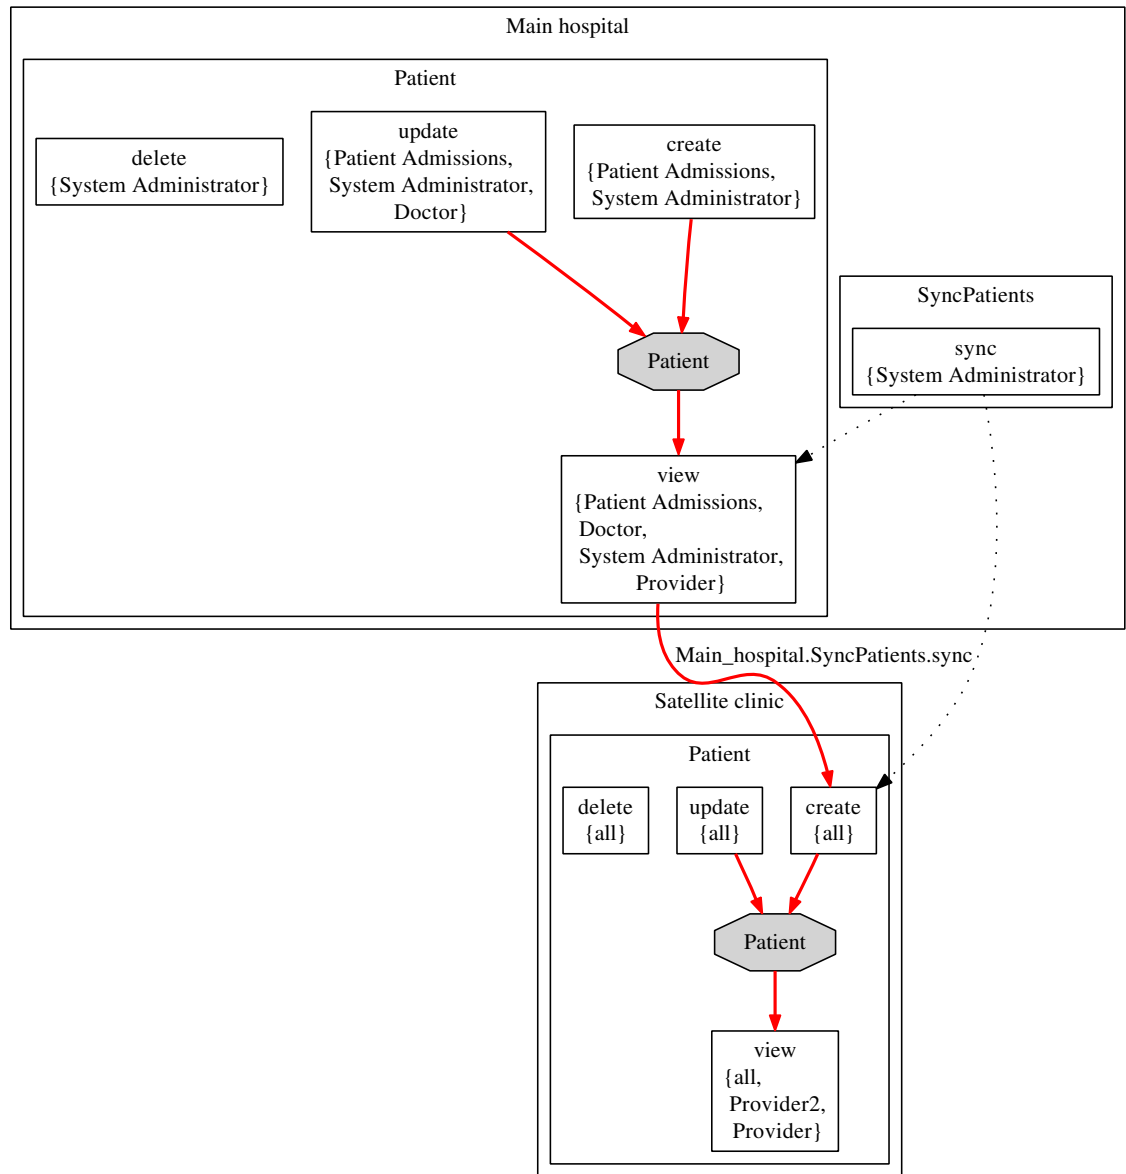 Main hospital
Patient
delete
{System Administrator}
update
{Patient Admissions,
System Administrator,
Doctor}
create
{Patient Admissions,
System Administrator}
SyncPatients
sync
{System Administrator}
Patient
view
{Patient Admissions,
Doctor,
System Administrator,
Provider}
Main_hospital.SyncPatients.sync
Satellite clinic
Patient
delete
{all}
update
{all}
create
{all}
Patient
view
{all,
Provider2,
Provider}